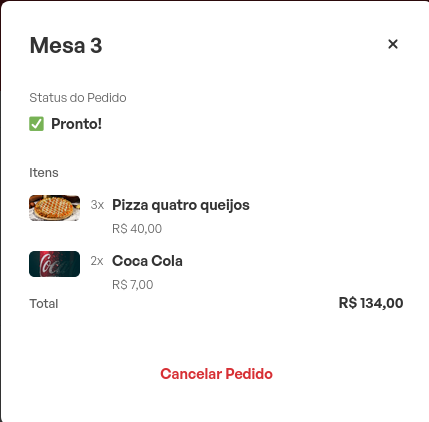 Mesa 3
×
Status do Pedido
✅ Pronto!
Itens
3x Pizza quatro queijos
R$ 40,00
Coca
2x Coca Cola
R$ 7,00
Total R$ 134,00
Cancelar Pedido